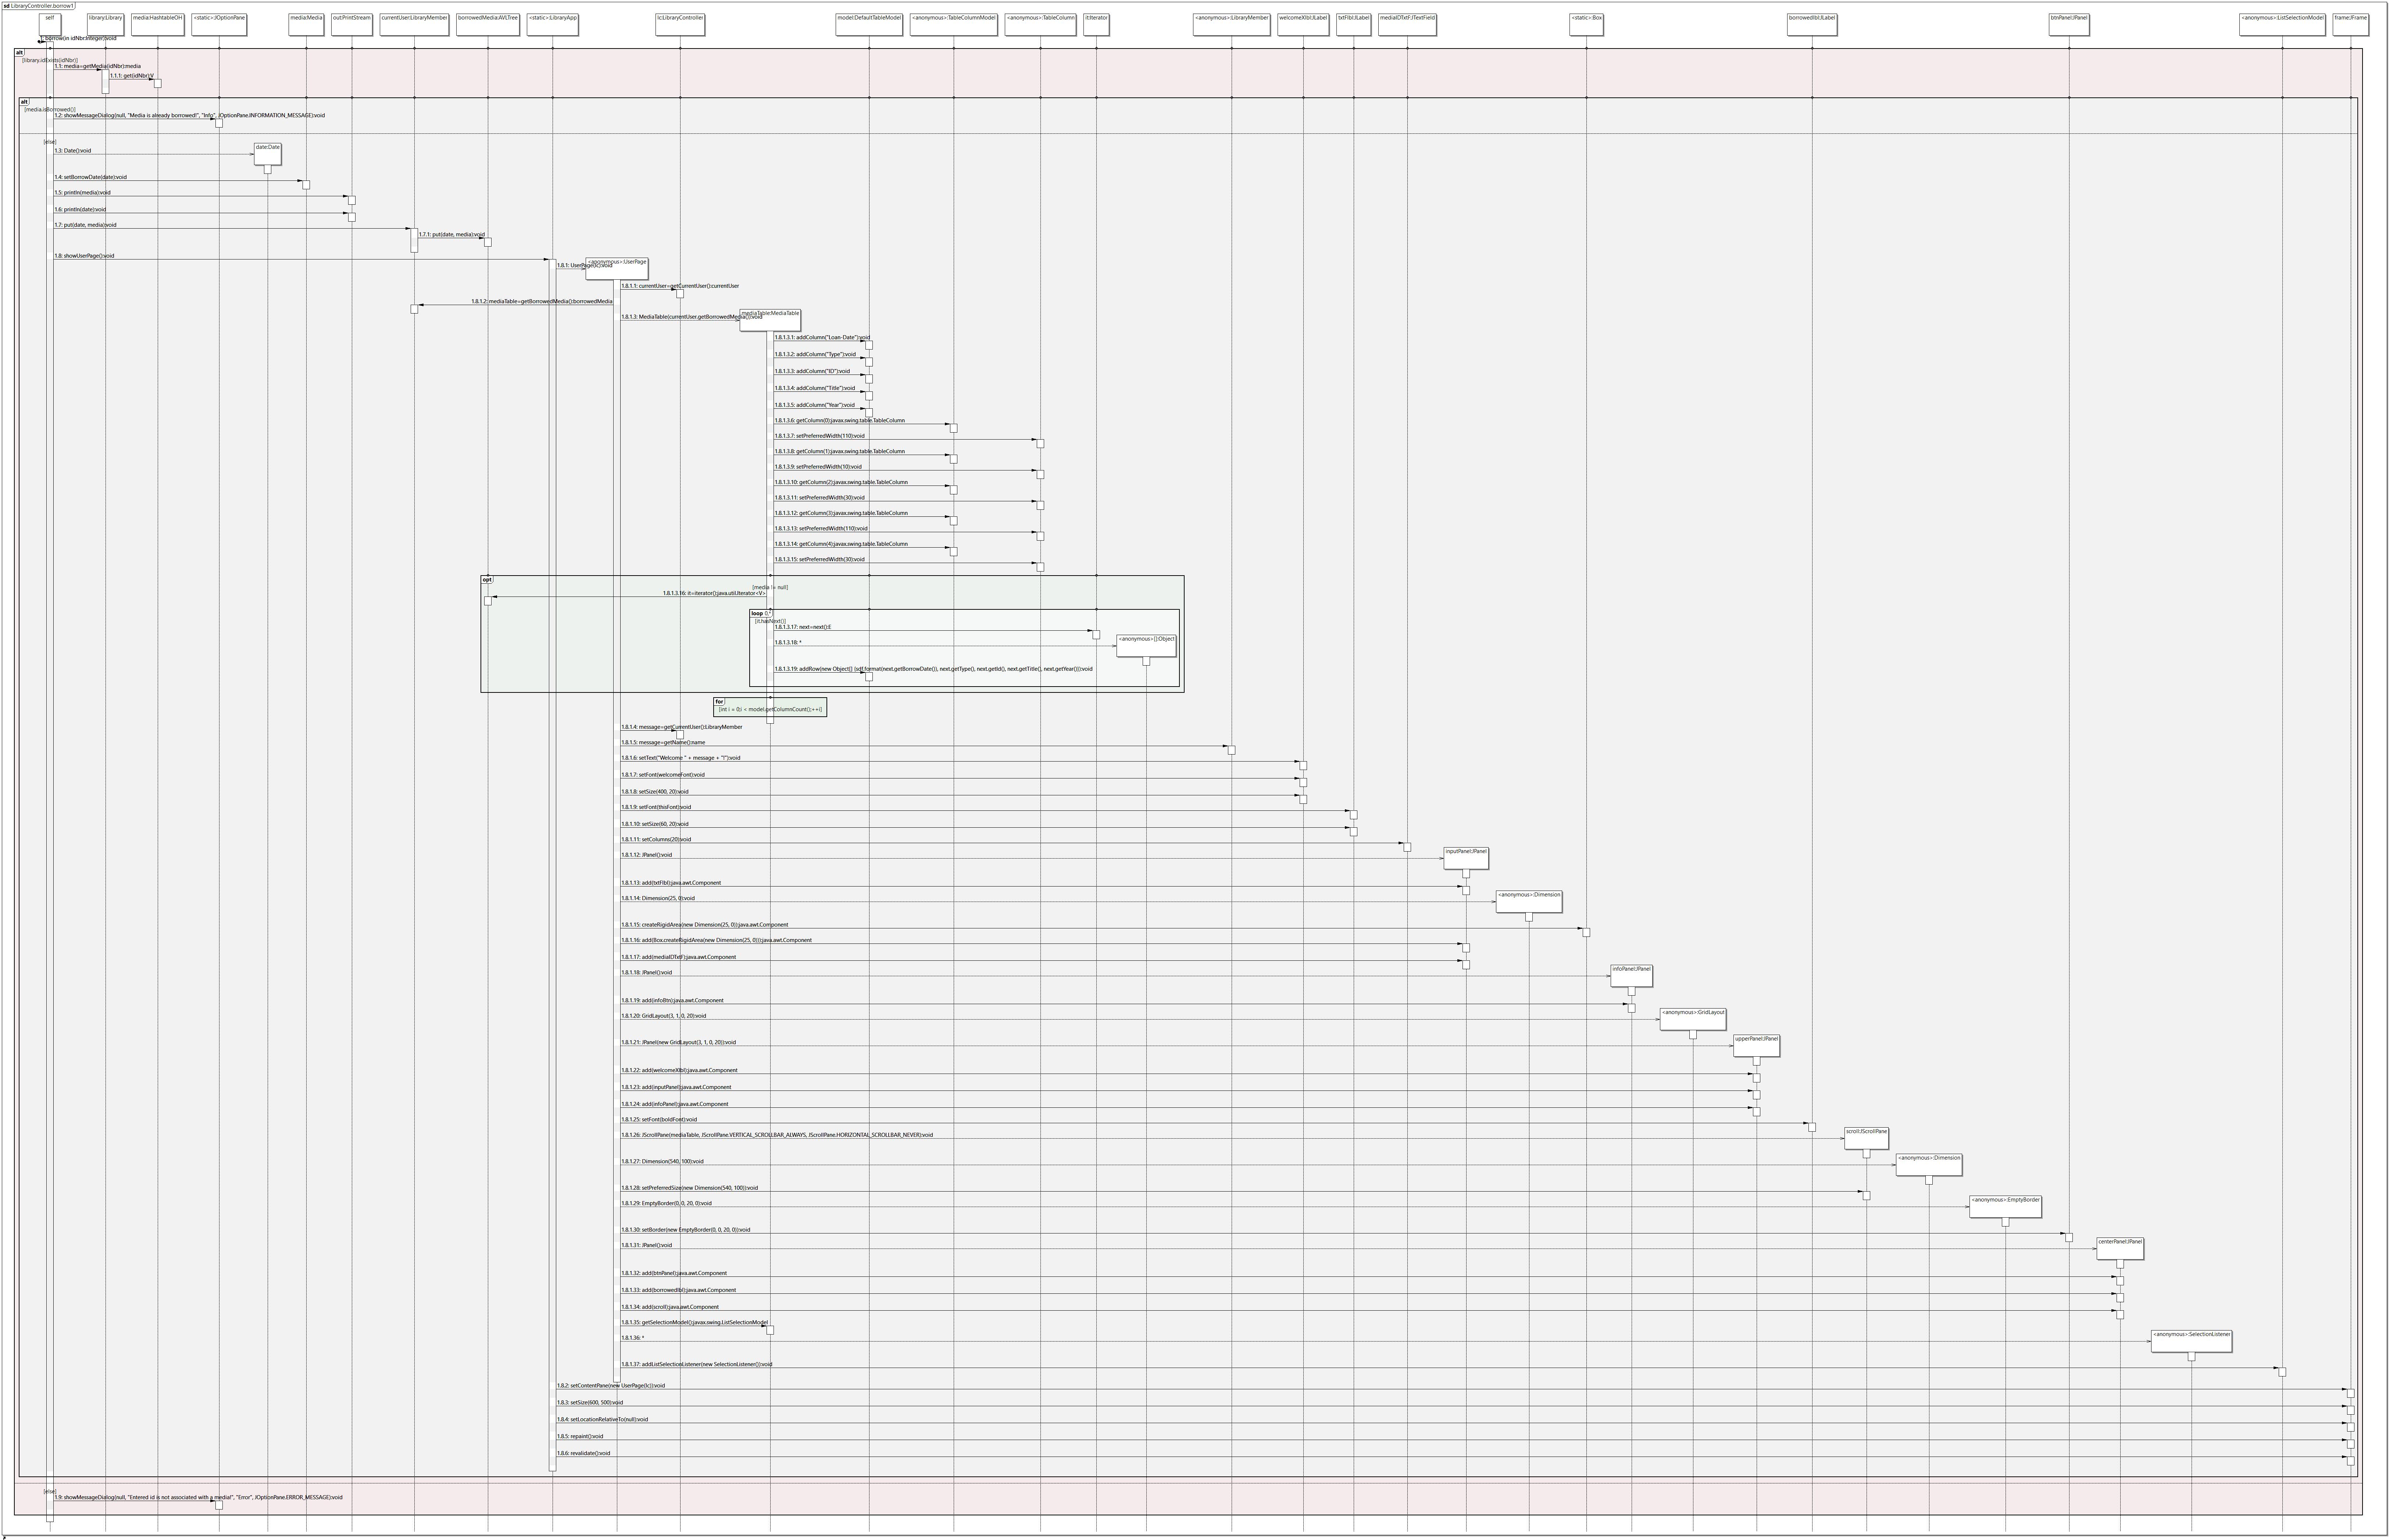 sd LibraryController.borrow1
self
library:Library
media:HashtableOH
<static>:JOptionPane
media:Media
out:PrintStream
currentUser:LibraryMember
borrowedMedia:AVLTree
<static>:LibraryApp
lc:LibraryController
model:DefaultTableModel
<anonymous>:TableColumnModel
<anonymous>:TableColumn
it:Iterator
<anonymous>:LibraryMember
welcomeXlbl:JLabel
txtFlbl:JLabel
mediaIDTxtF:JTextField
<static>:Box
borrowedlbl:JLabel
btnPanel:JPanel
<anonymous>:ListSelectionModel
frame:JFrame
1: borrow(in idNbr:Integer):void
alt
[library.idExists(idNbr)]
1.1: media=getMedia(idNbr):media
1.1.1: get(idNbr):V
alt
[media.isBorrowed()]
1.2: showMessageDialog(null, "Media is already borrowed!", "Info", JOptionPane.INFORMATION_MESSAGE):void
[else]
1.3: Date():void
date:Date
1.4: setBorrowDate(date):void
1.5: println(media):void
1.6: println(date):void
1.7: put(date, media):void
1.7.1: put(date, media):void
1.8: showUserPage():void
<anonymous>:UserPage
1.8.1: UserPage(lc):void
1.8.1.1: currentUser=getCurrentUser():currentUser
1.8.1.2: mediaTable=getBorrowedMedia():borrowedMedia
mediaTable:MediaTable
1.8.1.3: MediaTable(currentUser.getBorrowedMedia()):void
1.8.1.3.1: addColumn("Loan-Date"):void
1.8.1.3.2: addColumn("Type"):void
1.8.1.3.3: addColumn("ID"):void
1.8.1.3.4: addColumn("Title"):void
1.8.1.3.5: addColumn("Year"):void
1.8.1.3.6: getColumn(0):javax.swing.table.TableColumn
1.8.1.3.7: setPreferredWidth(110):void
1.8.1.3.8: getColumn(1):javax.swing.table.TableColumn
1.8.1.3.9: setPreferredWidth(10):void
1.8.1.3.10: getColumn(2):javax.swing.table.TableColumn
1.8.1.3.11: setPreferredWidth(30):void
1.8.1.3.12: getColumn(3):javax.swing.table.TableColumn
1.8.1.3.13: setPreferredWidth(110):void
1.8.1.3.14: getColumn(4):javax.swing.table.TableColumn
1.8.1.3.15: setPreferredWidth(30):void
opt
[media != null]
1.8.1.3.16: it=iterator():java.util.Iterator<V>
loop 0,*
[it.hasNext()]
1.8.1.3.17: next=next():E
1.8.1.3.18: *
<anonymous>[]:Object
1.8.1.3.19: addRow(new Object[] {sdf.format(next.getBorrowDate()), next.getType(), next.getId(), next.getTitle(), next.getYear()}):void
for
[int i = 0;i < model.getColumnCount();++i]
1.8.1.4: message=getCurrentUser():LibraryMember
1.8.1.5: message=getName():name
1.8.1.6: setText("Welcome " + message + "!"):void
1.8.1.7: setFont(welcomeFont):void
1.8.1.8: setSize(400, 20):void
1.8.1.9: setFont(thisFont):void
1.8.1.10: setSize(60, 20):void
1.8.1.11: setColumns(20):void
1.8.1.12: JPanel():void
inputPanel:JPanel
1.8.1.13: add(txtFlbl):java.awt.Component
1.8.1.14: Dimension(25, 0):void
<anonymous>:Dimension
1.8.1.15: createRigidArea(new Dimension(25, 0)):java.awt.Component
1.8.1.16: add(Box.createRigidArea(new Dimension(25, 0))):java.awt.Component
1.8.1.17: add(mediaIDTxtF):java.awt.Component
1.8.1.18: JPanel():void
infoPanel:JPanel
1.8.1.19: add(infoBtn):java.awt.Component
1.8.1.20: GridLayout(3, 1, 0, 20):void
<anonymous>:GridLayout
1.8.1.21: JPanel(new GridLayout(3, 1, 0, 20)):void
upperPanel:JPanel
1.8.1.22: add(welcomeXlbl):java.awt.Component
1.8.1.23: add(inputPanel):java.awt.Component
1.8.1.24: add(infoPanel):java.awt.Component
1.8.1.25: setFont(boldFont):void
1.8.1.26: JScrollPane(mediaTable, JScrollPane.VERTICAL_SCROLLBAR_ALWAYS, JScrollPane.HORIZONTAL_SCROLLBAR_NEVER):void
scroll:JScrollPane
1.8.1.27: Dimension(540, 100):void
<anonymous>:Dimension
1.8.1.28: setPreferredSize(new Dimension(540, 100)):void
1.8.1.29: EmptyBorder(0, 0, 20, 0):void
<anonymous>:EmptyBorder
1.8.1.30: setBorder(new EmptyBorder(0, 0, 20, 0)):void
1.8.1.31: JPanel():void
centerPanel:JPanel
1.8.1.32: add(btnPanel):java.awt.Component
1.8.1.33: add(borrowedlbl):java.awt.Component
1.8.1.34: add(scroll):java.awt.Component
1.8.1.35: getSelectionModel():javax.swing.ListSelectionModel
1.8.1.36: *
<anonymous>:SelectionListener
1.8.1.37: addListSelectionListener(new SelectionListener()):void
1.8.2: setContentPane(new UserPage(lc)):void
1.8.3: setSize(600, 500):void
1.8.4: setLocationRelativeTo(null):void
1.8.5: repaint():void
1.8.6: revalidate():void
[else]
1.9: showMessageDialog(null, "Entered id is not associated with a media!", "Error", JOptionPane.ERROR_MESSAGE):void